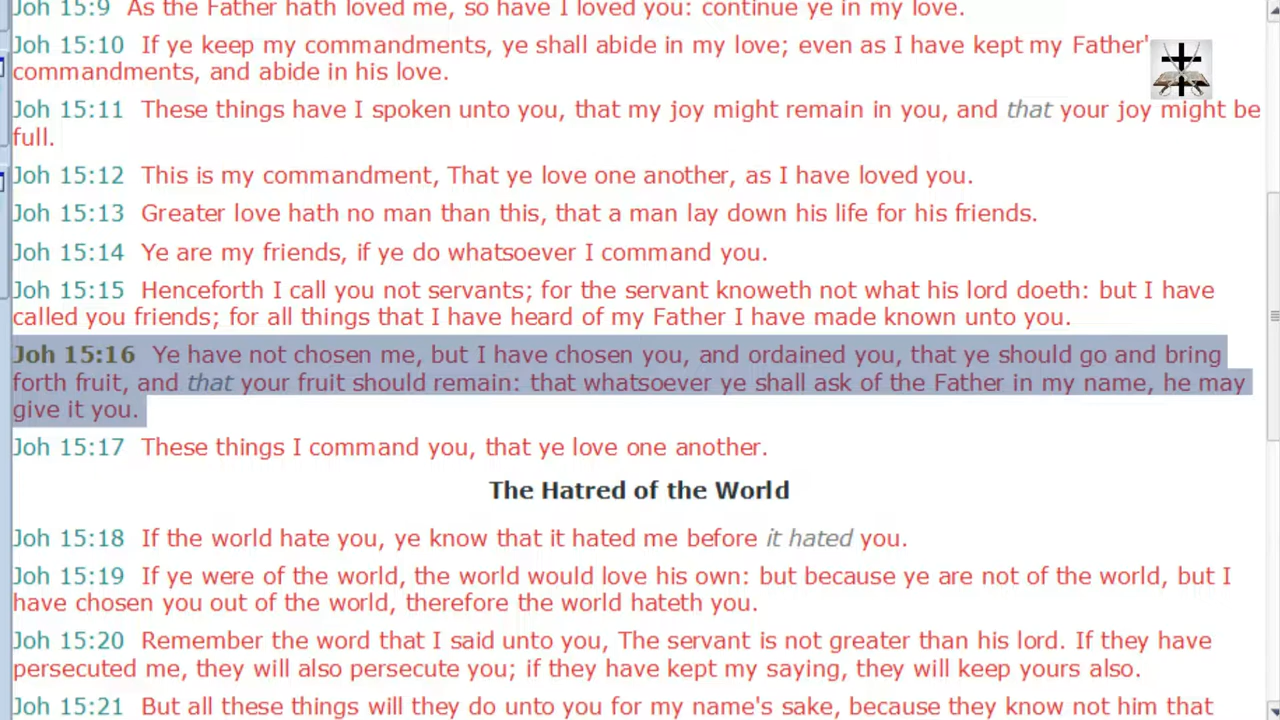 Joh 15:9 As the Father hath loved me, so have I loved you: continue ye in my love.
Joh 15:10 If ye keep my commandments, ye shall abide in my love; even as I have kept my Father'
commandments, and abide in his love.
Joh 15:11 These things have I spoken unto you, that my joy might remain in you, and that your joy might be
full.
Joh 15:12 This is my commandment, That ye love one another, as I have loved you.
Joh 15:13 Greater love hath no man than this, that a man lay down his life for his friends.
Joh 15:14 Ye are my friends, if ye do whatsoever I command you.
Joh 15:15 Henceforth I call you not servants; for the servant knoweth not what his lord doeth: but I have
called you friends; for all things that I have heard of my Father I have made known unto you.
Joh 15:16 Ye have not chosen me, but I have chosen you, and ordained you, that ye should go and bring
forth fruit, and that your fruit should remain: that whatsoever ye shall ask of the Father in my name, he may
give it you.
Joh 15:17 These things I command you, that ye love one another.
The Hatred of the World
Joh 15:18 If the world hate you, ye know that it hated me before it hated you.
Joh 15:19 If ye were of the world, the world would love his own: but because ye are not of the world, but I
have chosen you out of the world, therefore the world hateth you.
Joh 15:20 Remember the word that I said unto you, The servant is not greater than his lord. If they have
persecuted me, they will also persecute you; if they have kept my saying, they will keep yours also.
Joh 15:21 But all these things will they do unto you for my name's sake, because they know not him that